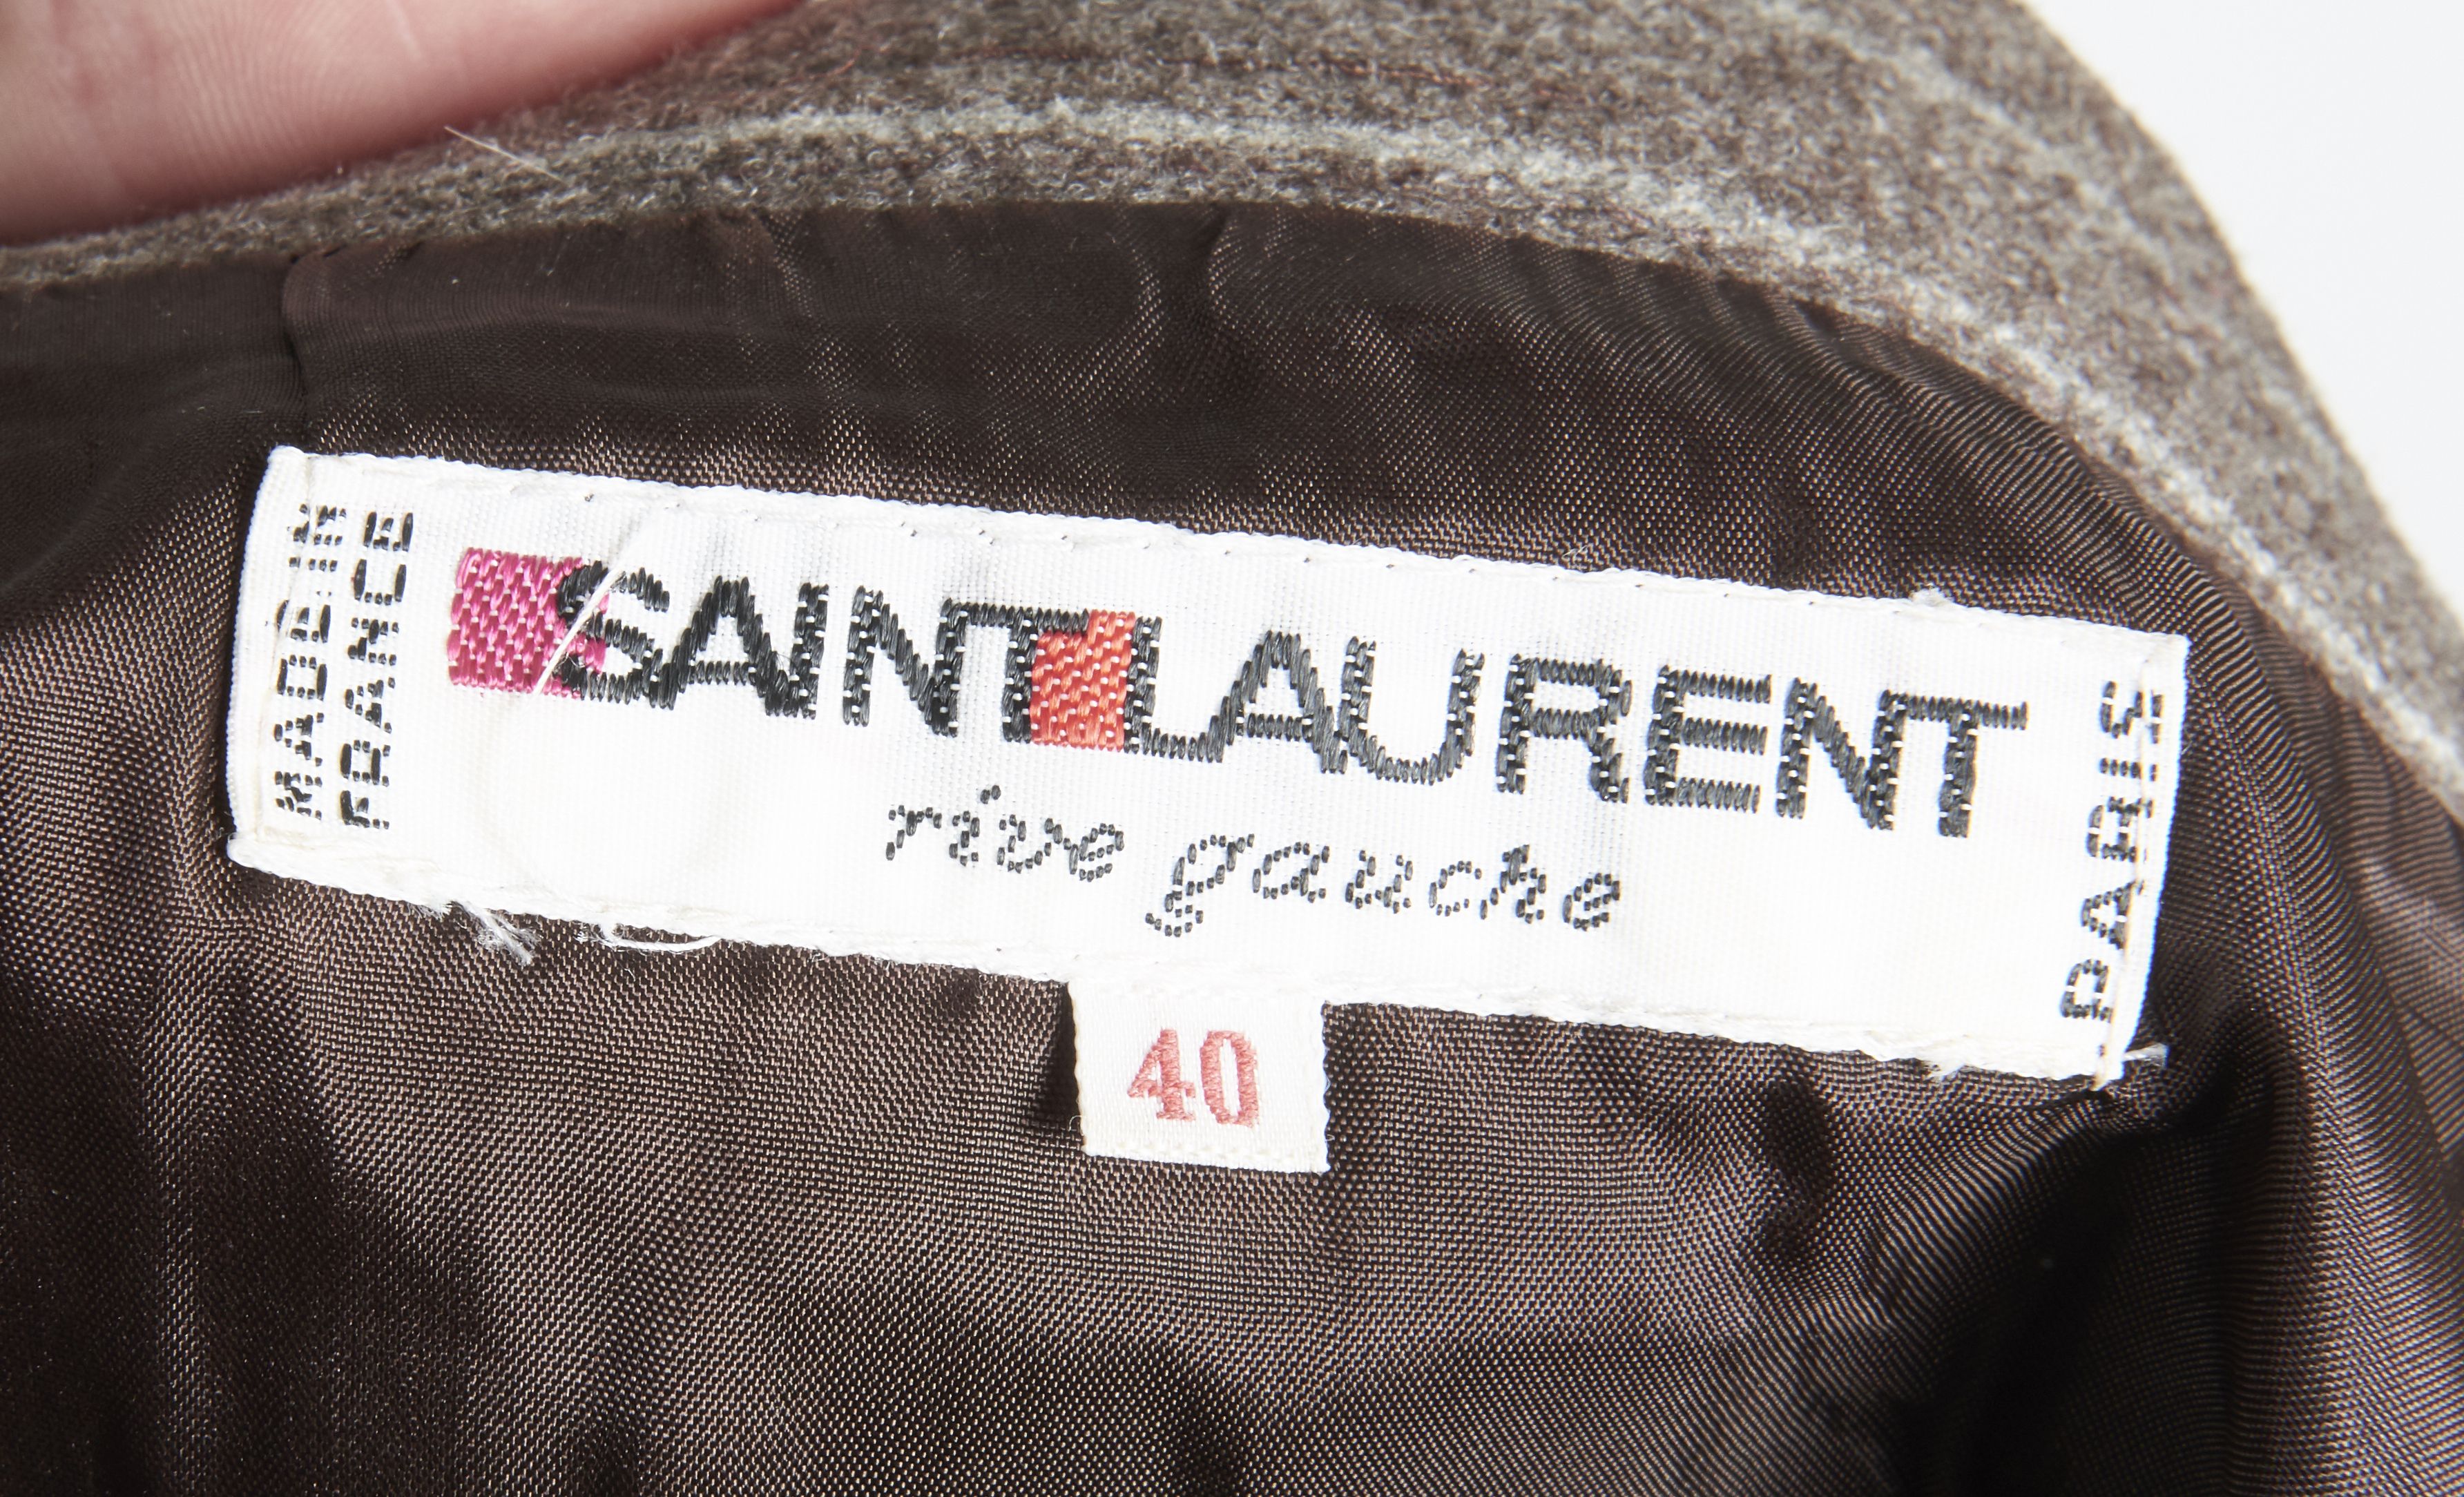 MADE IN
FRANCE
SAINT LAURENT
rive gauche
PARIS
40